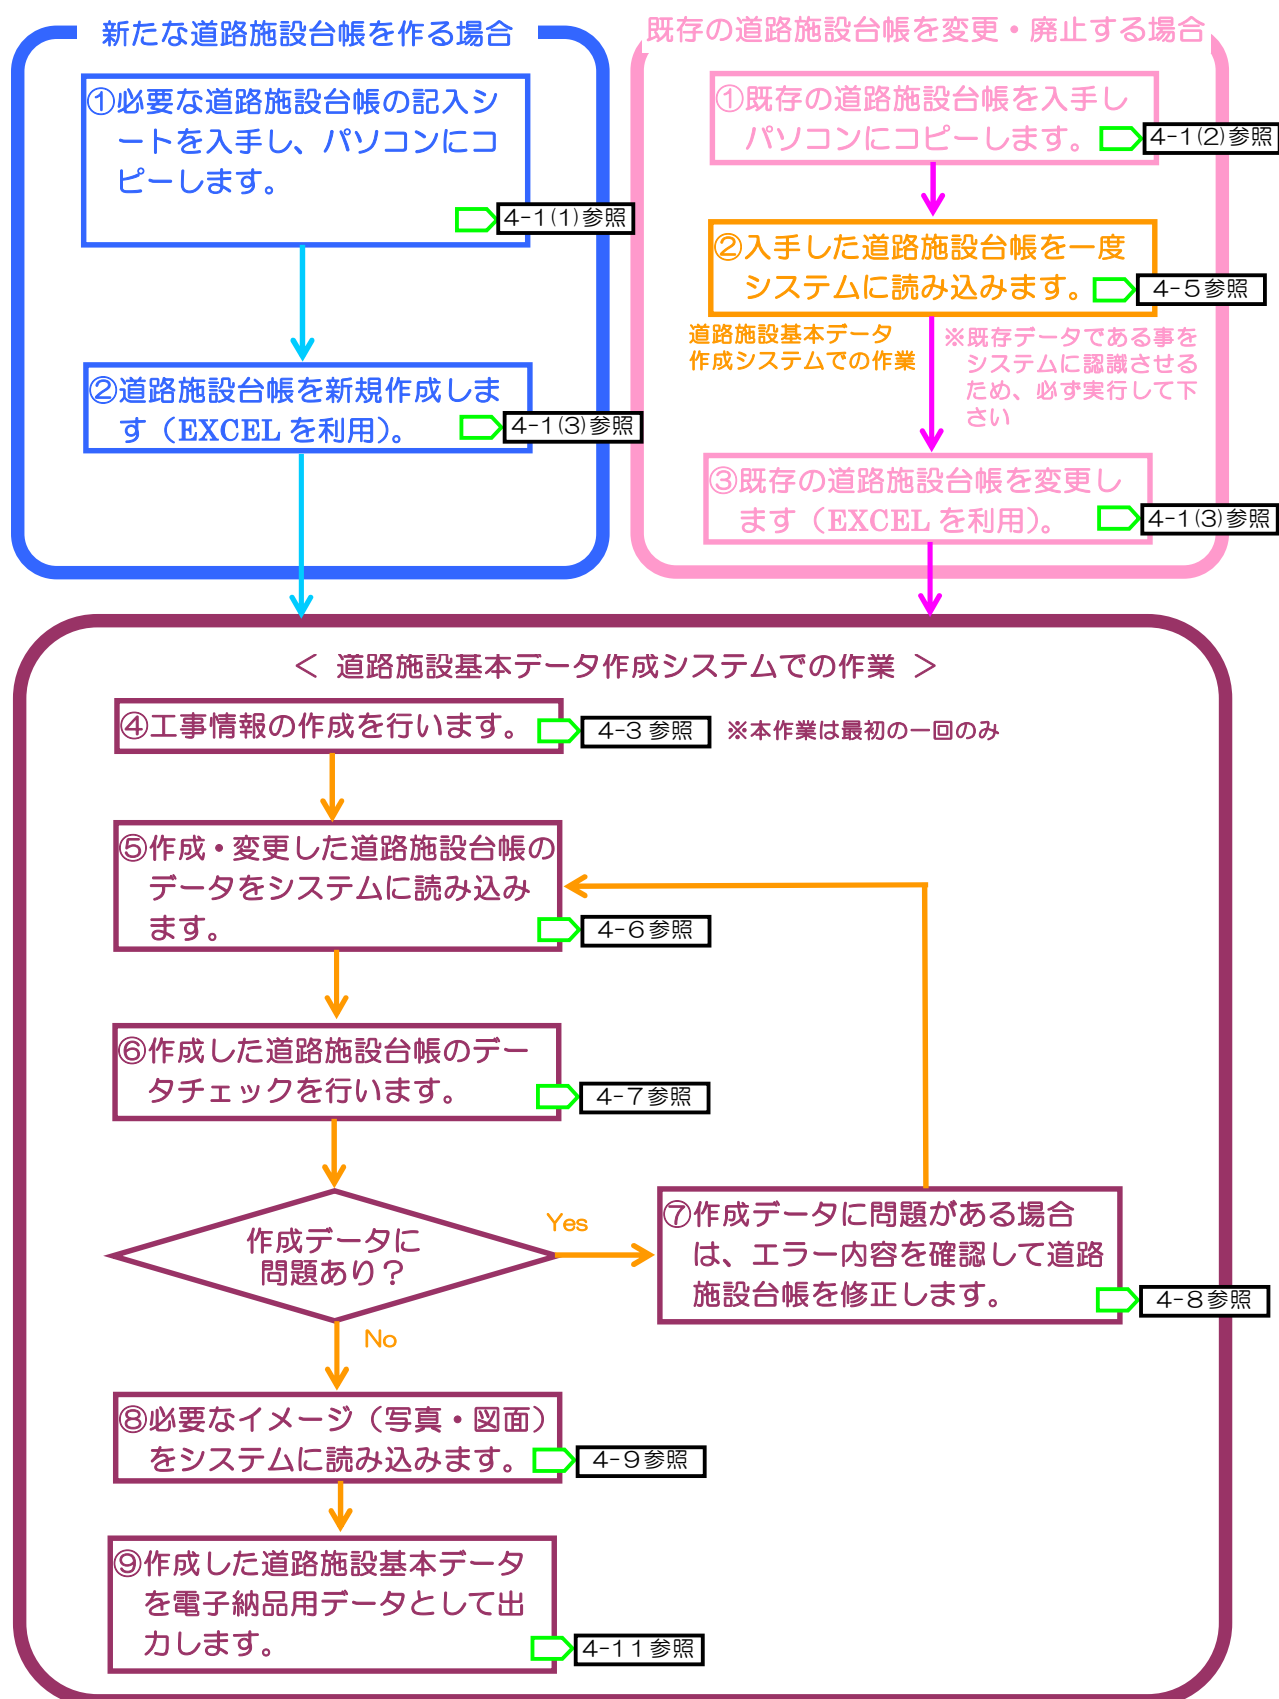 新たな道路施設台帳を作る場合
①必要な道路施設台帳の記入シ
ートを入手し、パソコンにコ
ピーします。
4-1(1)参照
②道路施設台帳を新規作成しま
す（EXCEL を利用）。
4-1(3)参照
既存の道路施設台帳を変更・廃止する場合
①既存の道路施設台帳を入手し
パソコンにコピーします。
4-1(2)参照
②入手した道路施設台帳を一度
システムに読み込みます。
4-5参照
道路施設基本データ
作成システムでの作業
※既存データである事を
システムに認識させる
ため、必ず実行して下
さい
③既存の道路施設台帳を変更し
ます（EXCEL を利用）。
4-1(3)参照
＜ 道路施設基本データ作成システムでの作業 ＞
④工事情報の作成を行います。
4-3 参照
※本作業は最初の一回のみ
⑤作成・変更した道路施設台帳の
データをシステムに読み込み
ます。
4-6参照
⑥作成した道路施設台帳のデー
タチェックを行います。
4-7参照
作成データに
問題あり？
Yes
No
⑦作成データに問題がある場合
は、エラー内容を確認して道路
施設台帳を修正します。
4-8参照
⑧必要なイメージ（写真・図面）
をシステムに読み込みます。
4-9参照
⑨作成した道路施設基本データ
を電子納品用データとして出
力します。
4-11参照